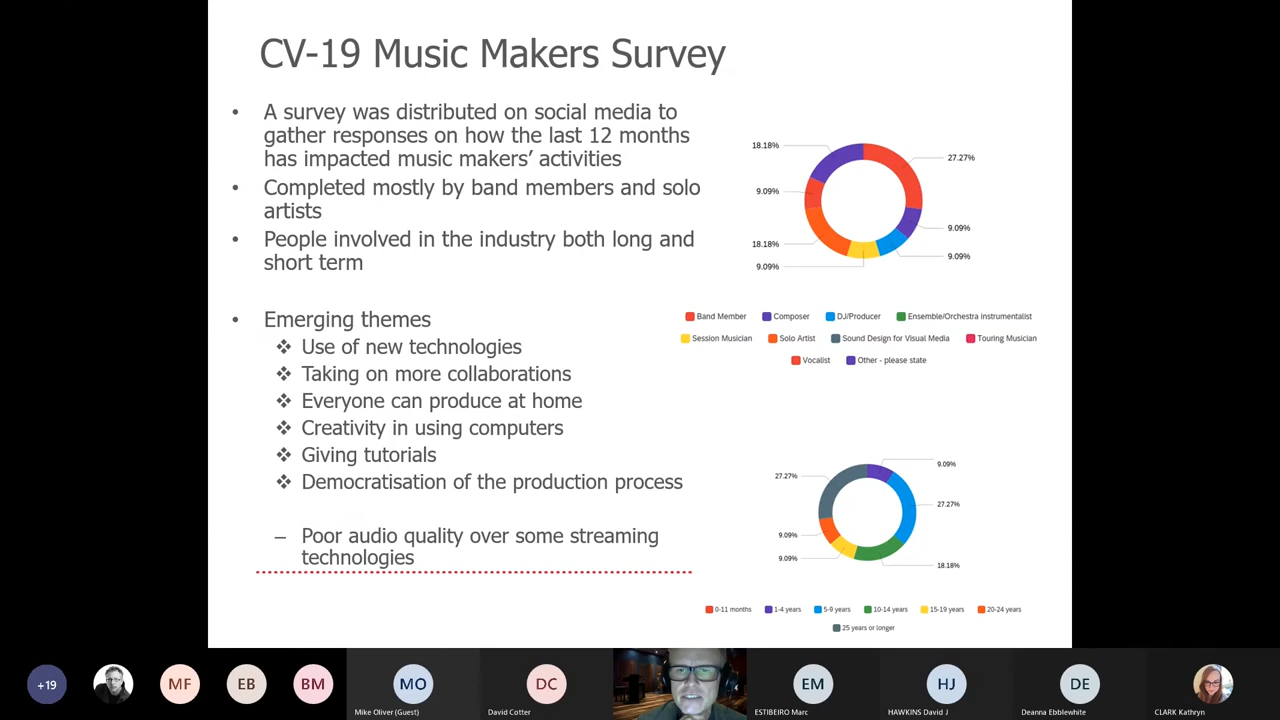 CV-19 Music Makers Survey
• A survey was distributed on social media to
gather responses on how the last 12 months
has impacted music makers’ activities
• Completed mostly by band members and solo
artists
• People involved in the industry both long and
short term
• Emerging themes
❖ Use of new technologies
❖ Taking on more collaborations
❖ Everyone can produce at home
❖ Creativity in using computers
❖ Giving tutorials
❖ Democratisation of the production process
– Poor audio quality over some streaming
technologies
18.18%
27.27%
9.09%
9.09%
18.18%
9.09%
9.09%
Band Member Composer DJ/Producer Ensemble/Orchestra Instrumentalist
Session Musician Solo Artist Sound Design for Visual Media Touring Musician
Vocalist Other - please state
9.09%
27.27%
27.27%
9.09%
9.09%
18.18%
0-11 months 1-4 years 5-9 years 10-14 years 15-19 years 20-24 years
25 years or longer
+19 MF EB BM MO DC EM HJ DE
Mike Oliver (Guest) David Cotter ESTIBEIRO Marc HAWKINS David J Deanna Ebblewhite CLARK Kathryn